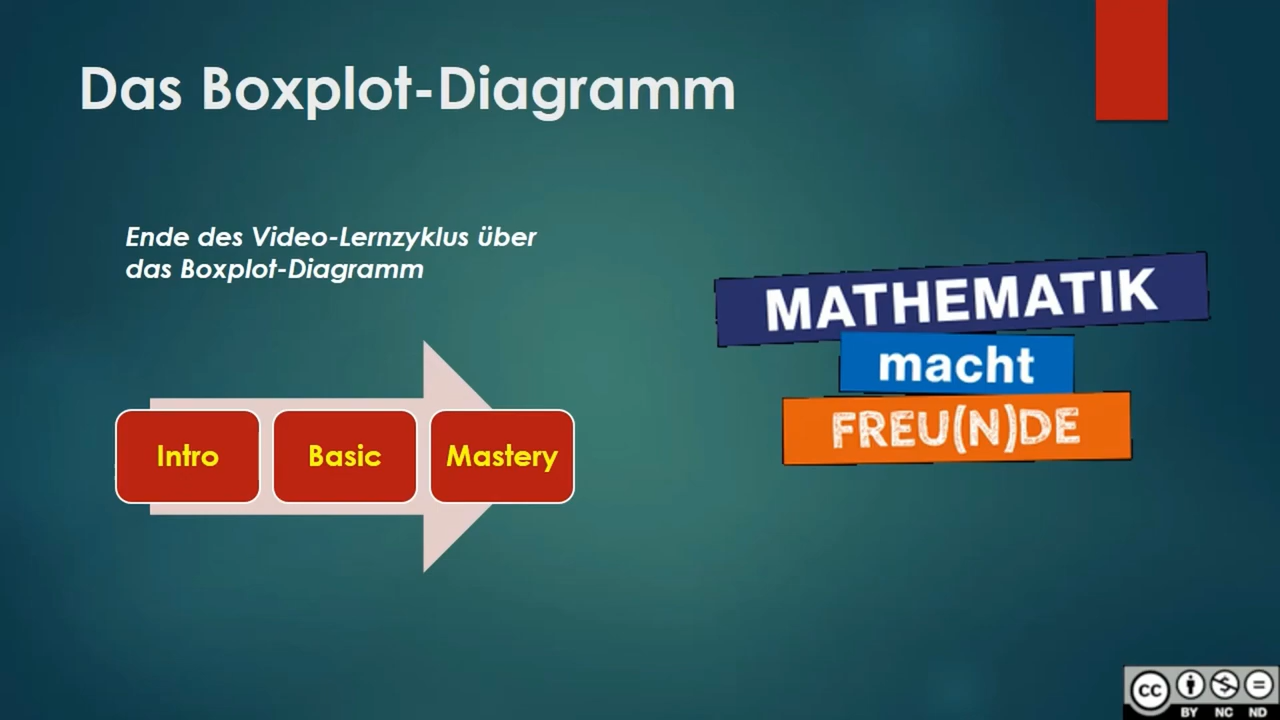 Das Boxplot-Diagramm
Ende des Video-Lernzyklus über
das Boxplot-Diagramm
Intro
Basic
Mastery
MATHEMATIK
macht
FREU(N)DE
cc
BY NC ND